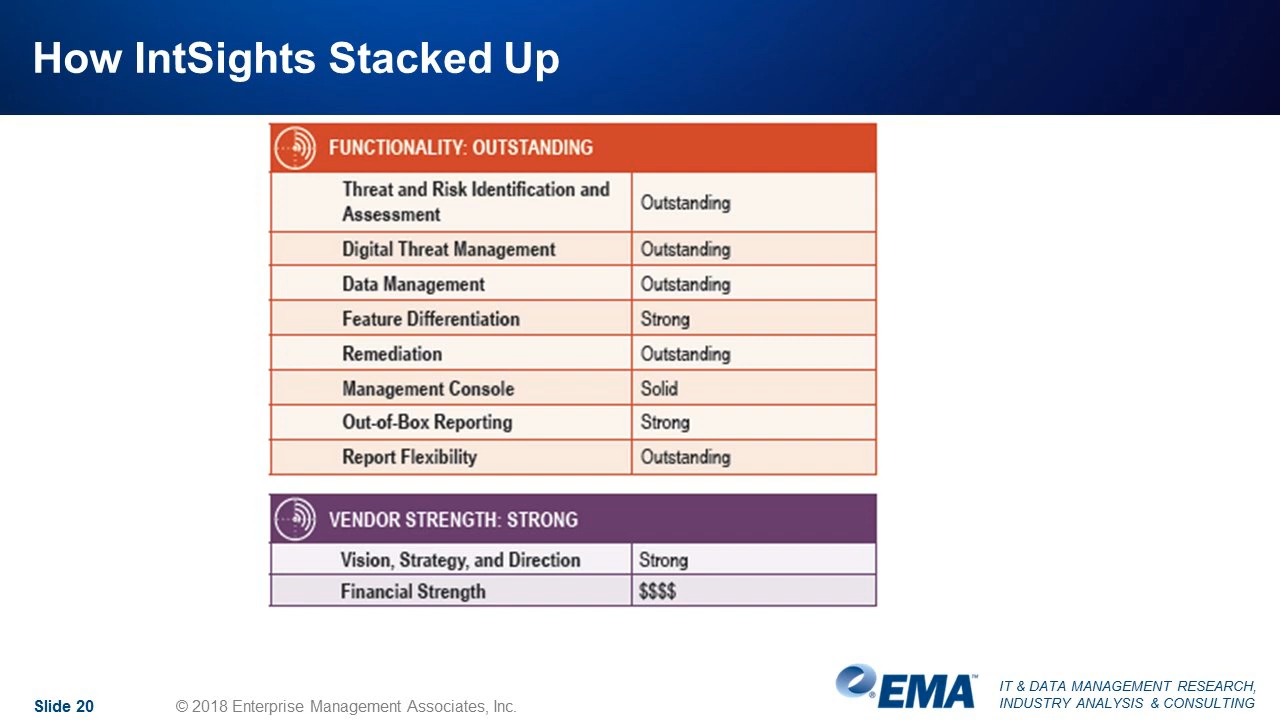 How IntSights Stacked Up
FUNCTIONALITY: OUTSTANDING
Threat and Risk Identification and
Assessment
Outstanding
Digital Threat Management Outstanding
Data Management Outstanding
Feature Differentiation Strong
Remediation Outstanding
Management Console Solid
Out-of-Box Reporting Strong
Report Flexibility Outstanding
VENDOR STRENGTH: STRONG
Vision, Strategy, and Direction Strong
Financial Strength $$$$
Slide 20 © 2018 Enterprise Management Associates, Inc.
EMA™
®
IT & DATA MANAGEMENT RESEARCH,
INDUSTRY ANALYSIS & CONSULTING